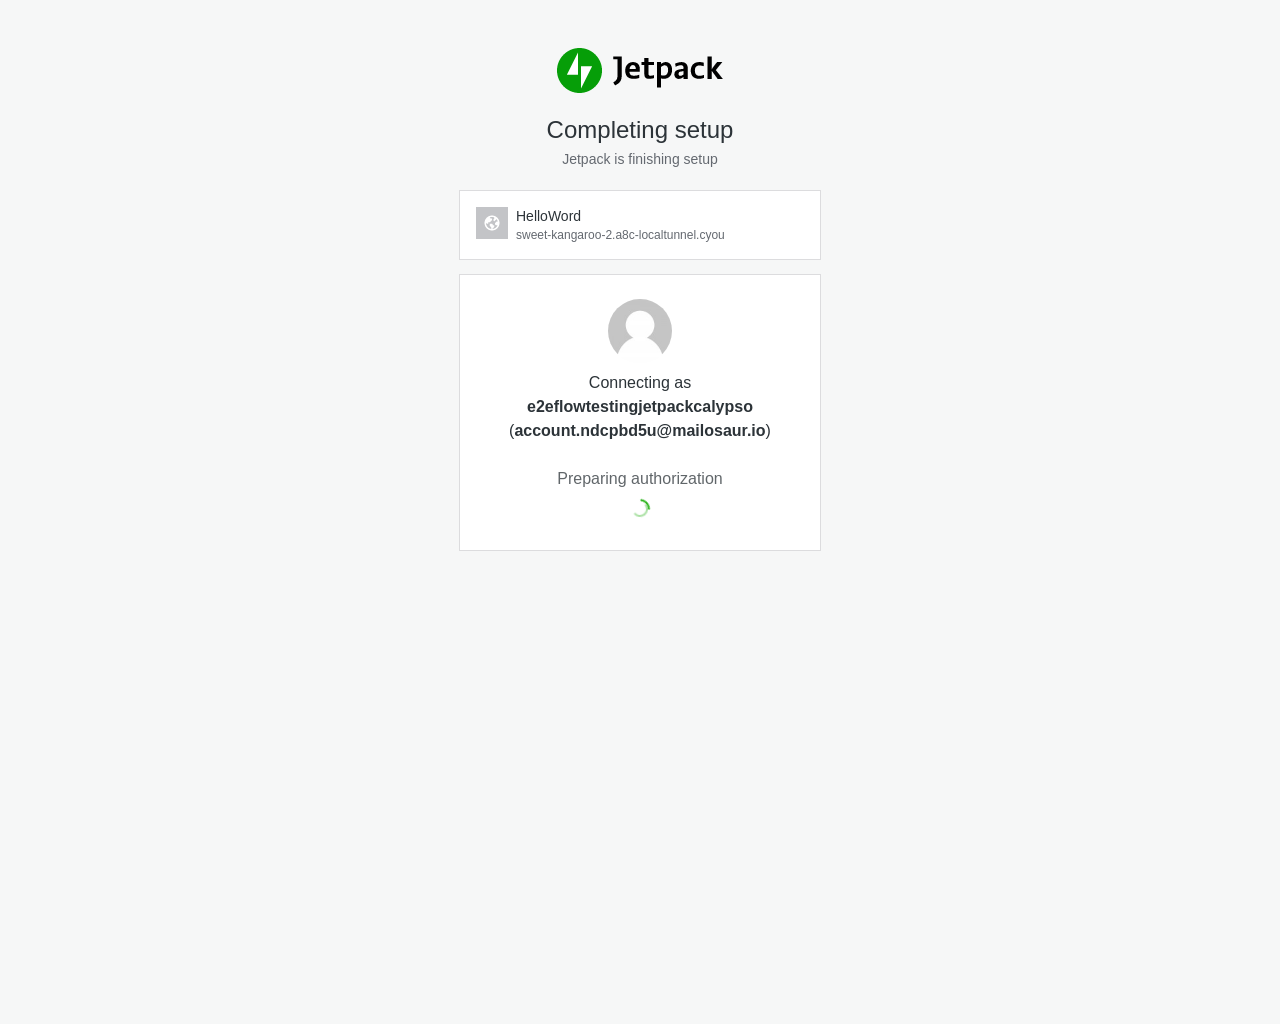 Jetpack
Completing setup
Jetpack is finishing setup
HelloWord
sweet-kangaroo-2.a8c-localtunnel.cyou
Connecting as
e2eflowtestingjetpackcalypso
(account.ndcpbd5u@mailosaur.io)
Preparing authorization